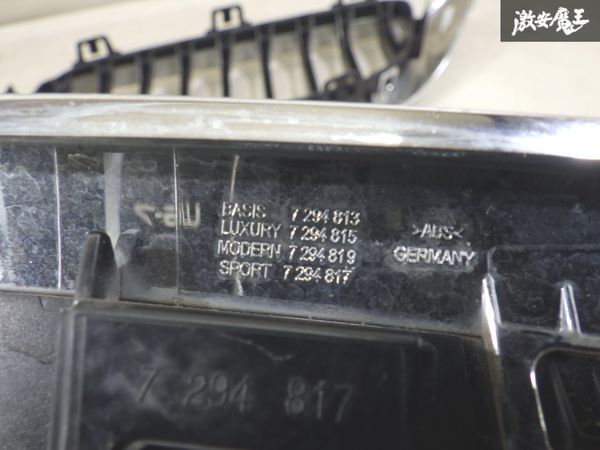 激安魔王
BASIS 7 294 813
LUXURY 7 294 815
MODERN 7 294 819
SPORT 7 294 817
>ABS<
GERMANY
7 294 817